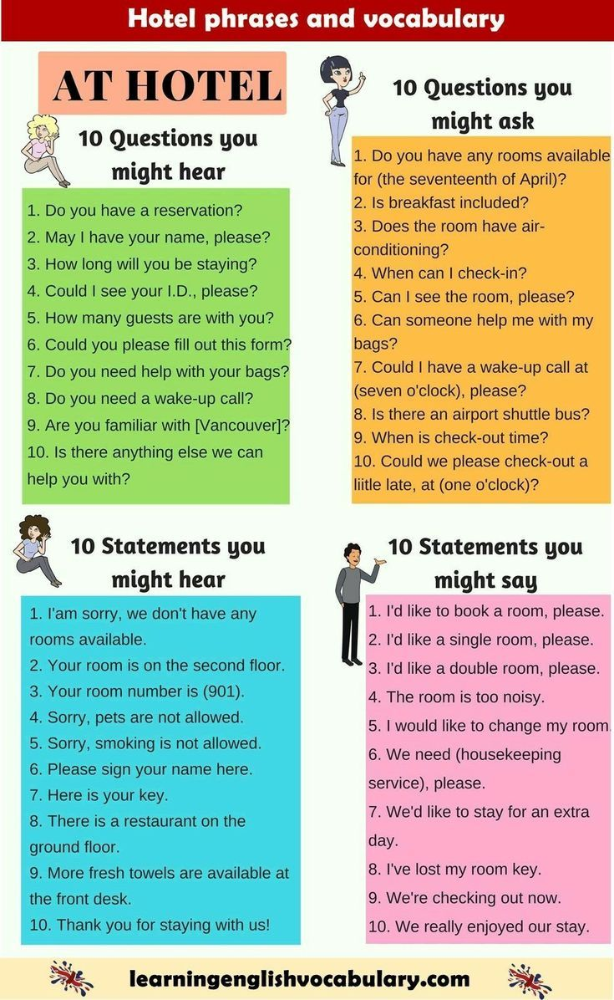 Hotel phrases and vocabulary
AT HOTEL
10 Questions you
might hear
1. Do you have a reservation?
2. May I have your name, please?
3. How long will you be staying?
4. Could I see your I.D., please?
5. How many guests are with you?
6. Could you please fill out this form?
7. Do you need help with your bags?
8. Do you need a wake-up call?
9. Are you familiar with [Vancouver]?
10. Is there anything else we can
help you with?
10 Questions you
might ask
1. Do you have any rooms available
for (the seventeenth of April)?
2. Is breakfast included?
3. Does the room have air-
conditioning?
4. When can I check-in?
5. Can I see the room, please?
6. Can someone help me with my
bags?
7. Could I have a wake-up call at
(seven o'clock), please?
8. Is there an airport shuttle bus?
9. When is check-out time?
10. Could we please check-out a
liitle late, at (one o'clock)?
10 Statements you
might hear
1. I'am sorry, we don't have any
rooms available.
2. Your room is on the second floor.
3. Your room number is (901).
4. Sorry, pets are not allowed.
5. Sorry, smoking is not allowed.
6. Please sign your name here.
7. Here is your key.
8. There is a restaurant on the
ground floor.
9. More fresh towels are available at
the front desk.
10. Thank you for staying with us!
10 Statements you
might say
1. I'd like to book a room, please.
2. I'd like a single room, please.
3. I'd like a double room, please.
4. The room is too noisy.
5. I would like to change my room.
6. We need (housekeeping
service), please.
7. We'd like to stay for an extra
day.
8. I've lost my room key.
9. We're checking out now.
10. We really enjoyed our stay.
learningenglishvocabulary.com